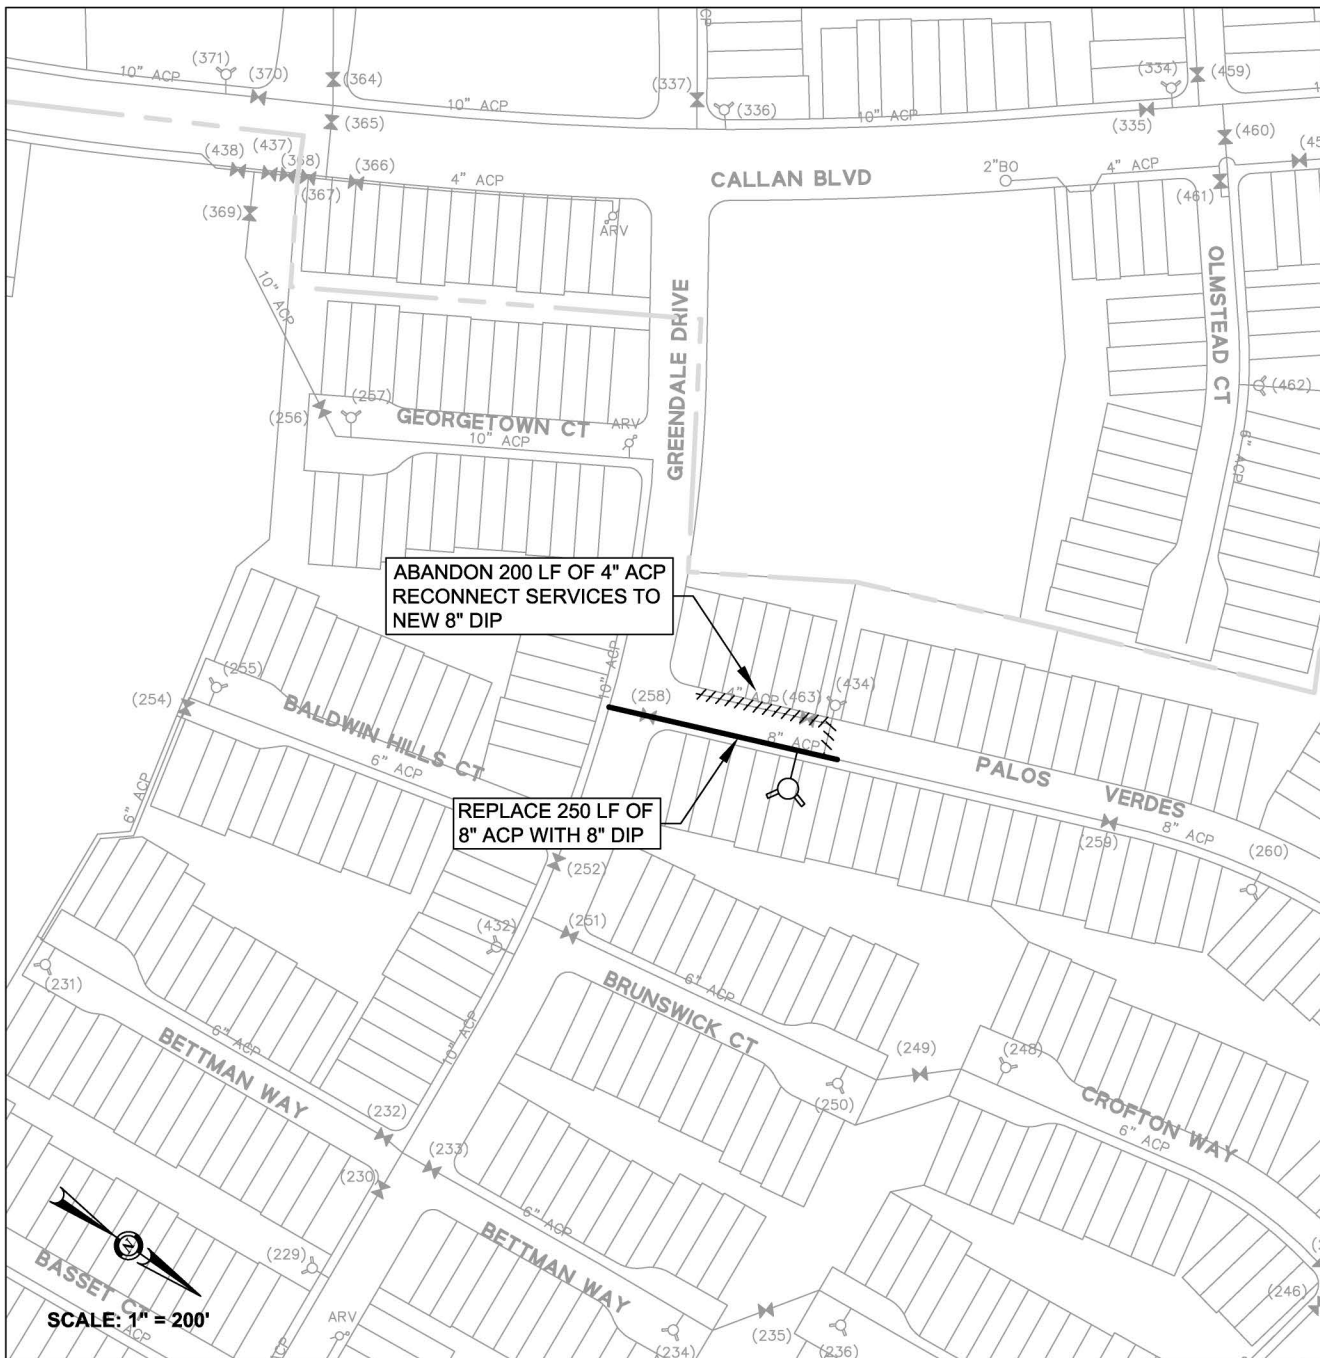 (371)
10" ACP
(370)
(364)
(337)
10" ACP
(336)
(334)
(459)
10" ACP
(335)
(365)
(460)
(438)
(437)
(368)
(367)
(366)
4" ACP
CALLAN BLVD
2"BO
4" ACP
(461)
(369)
ARV
10" ACP
GREENDALE DRIVE
OLMSTEAD CT
(257)
(256)
GEORGETOWN CT
10" ACP
ARV
(462)
6" ACP
ABANDON 200 LF OF 4" ACP
RECONNECT SERVICES TO
NEW 8" DIP
10" ACP
(255)
(254)
BALDWIN HILLS CT
6" ACP
6" ACP
(258)
4" ACP
(463)
(434)
8" ACP
PALOS VERDES
8" ACP
(259)
(260)
REPLACE 250 LF OF
8" ACP WITH 8" DIP
(252)
(251)
(432)
6" ACP
BRUNSWICK CT
(231)
6" ACP
BETTMAN WAY
10" ACP
(249)
(248)
(250)
CROFTON WAY
6" ACP
(232)
(233)
(230)
6" ACP
BETTMAN WAY
(229)
N
BASSET CT
ACP
SCALE: 1" = 200'
ARV
(234)
(235)
(236)
(246)